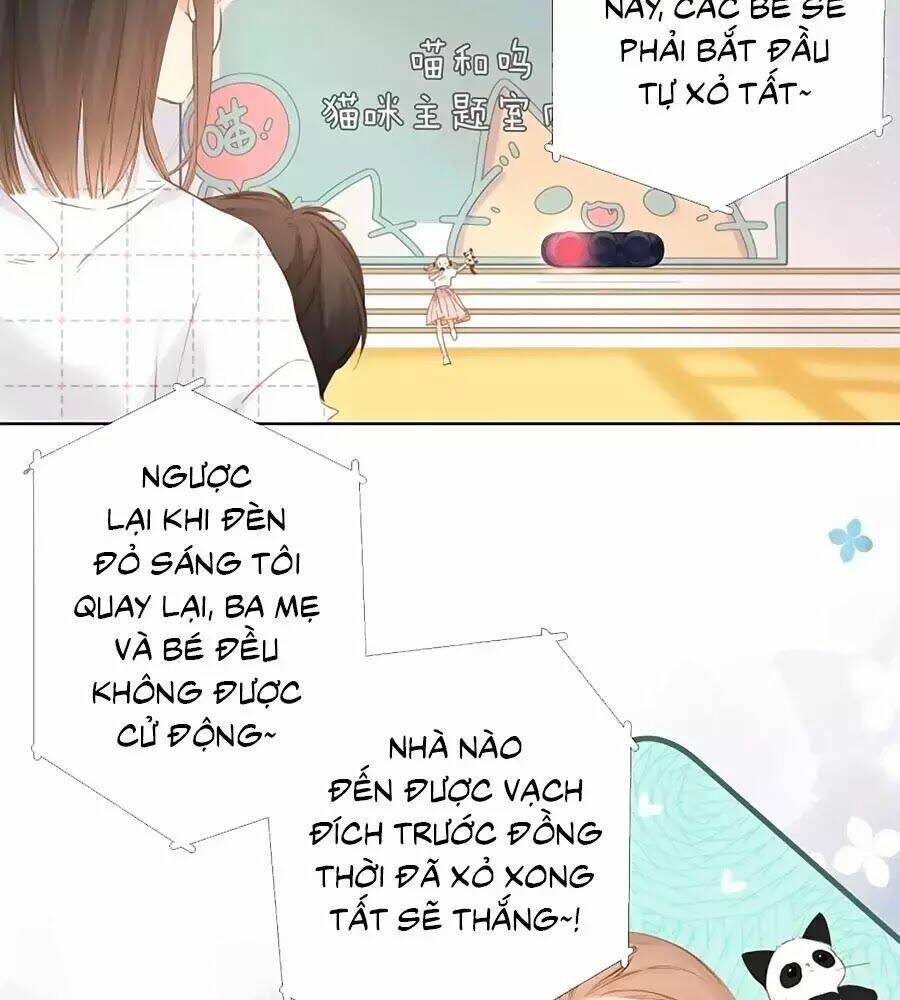 NÀY, CÁC BÉ SẼ
PHẢI BẮT ĐẦU
TỰ XỎ TẤT~
喵和呜
猫咪主题室
喵!
NGƯỢC
LẠI KHI ĐÈN
ĐỎ SÁNG TÔI
QUAY LẠI, BA MẸ
VÀ BÉ ĐỀU
KHÔNG ĐƯỢC
CỬ ĐỘNG~
NHÀ NÀO
ĐẾN ĐƯỢC VẠCH
ĐÍCH TRƯỚC ĐỒNG
THỜI ĐÃ XỎ XONG
TẤT SẼ THẮNG~!